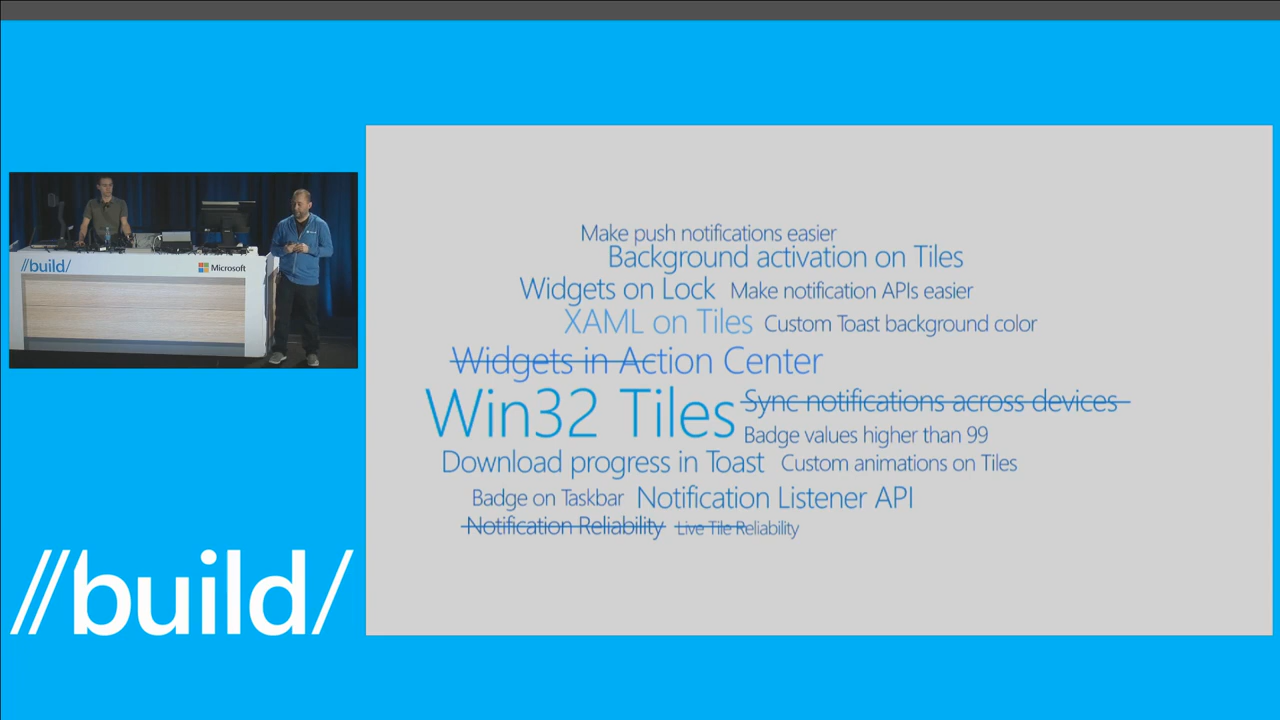 //build/
Microsoft
Make push notifications easier
Background activation on Tiles
Widgets on Lock Make notification APIs easier
XAML on Tiles Custom Toast background color
Widgets in Action Center
Win32 Tiles Sync notifications across devices
Badge values higher than 99
Download progress in Toast Custom animations on Tiles
Badge on Taskbar Notification Listener API
Notification Reliability Live Tile Reliability
//build/